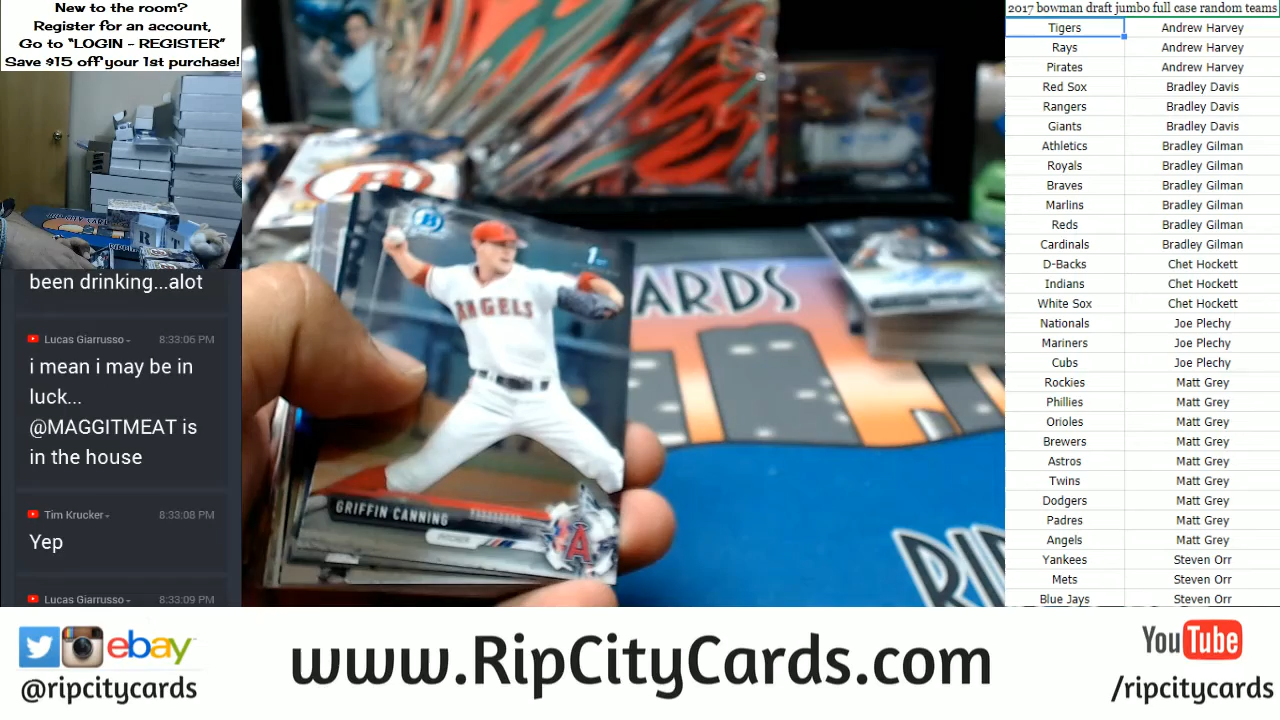 New to the room?
Register for an account,
Go to "LOGIN - REGISTER"
Save $15 off your 1st purchase!
been drinking...alot
Lucas Giarrusso 8:33:06 PM
i mean i may be in
luck...
@MAGGITMEAT is
in the house
Tim Krucker 8:33:08 PM
Yep
Lucas Giarrusso 8:33:09 PM
1st
ANGELS
GRIFFIN CANNING
PITCHER
A
B
ARDS
RIP
2017 bowman draft jumbo full case random teams
Tigers Andrew Harvey
Rays Andrew Harvey
Pirates Andrew Harvey
Red Sox Bradley Davis
Rangers Bradley Davis
Giants Bradley Davis
Athletics Bradley Gilman
Royals Bradley Gilman
Braves Bradley Gilman
Marlins Bradley Gilman
Reds Bradley Gilman
Cardinals Bradley Gilman
D-Backs Chet Hockett
Indians Chet Hockett
White Sox Chet Hockett
Nationals Joe Plechy
Mariners Joe Plechy
Cubs Joe Plechy
Rockies Matt Grey
Phillies Matt Grey
Orioles Matt Grey
Brewers Matt Grey
Astros Matt Grey
Twins Matt Grey
Dodgers Matt Grey
Padres Matt Grey
Angels Matt Grey
Yankees Steven Orr
Mets Steven Orr
Blue Jays Steven Orr
ebay
@ripcitycards
www.RipCityCards.com
YouTube
/ripcitycards